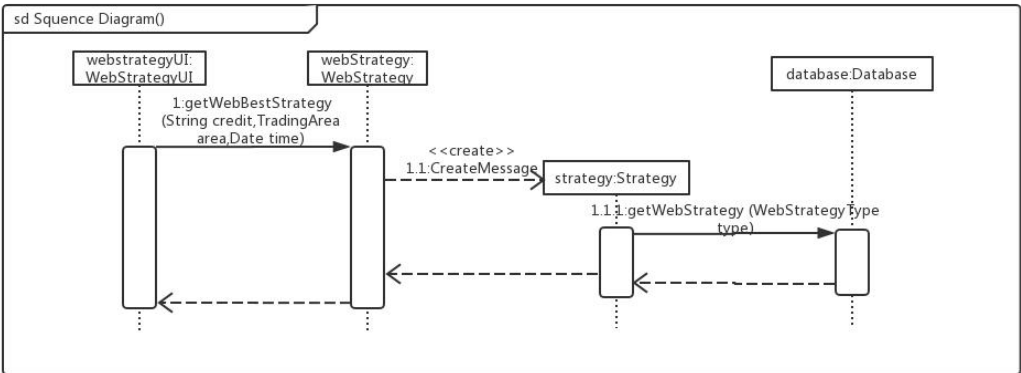 sd Squence Diagram()
webstrategyUI:
WebStrategyUI
webStrategy:
WebStrategy
database:Database
1:getWebBestStrategy
(String credit,TradingArea
area,Date time)
<<create>>
1.1:CreateMessage
strategy:Strategy
1.1.1:getWebStrategy (WebStrategyType
type)